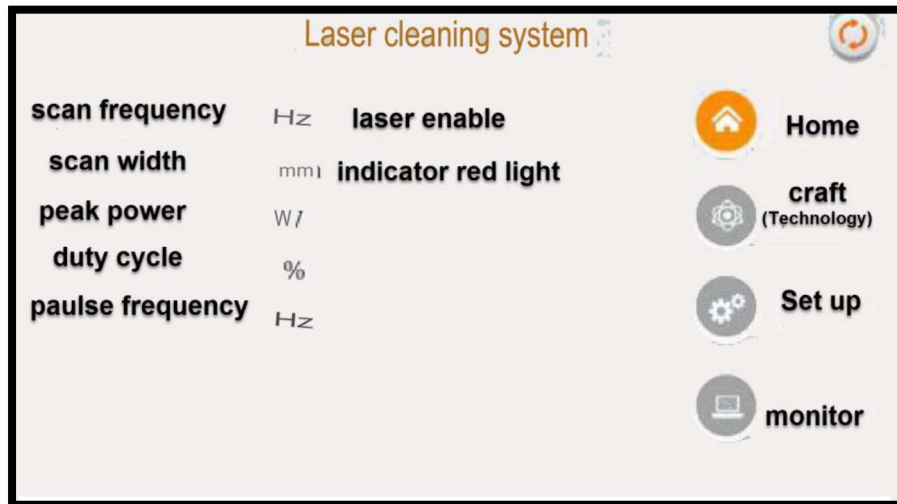 Laser cleaning system
scan frequency Hz laser enable
scan width mm indicator red light
peak power W
duty cycle %
paulse frequency Hz
Home
craft
(Technology)
Set up
monitor